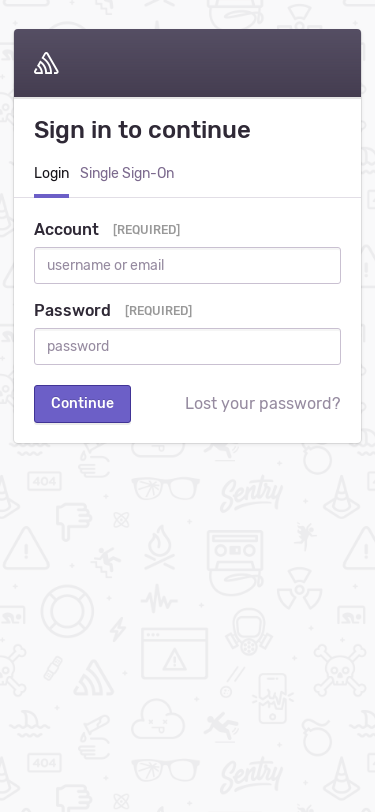 Sign in to continue
Login Single Sign-On
Account [REQUIRED]
username or email
Password [REQUIRED]
password
Continue Lost your password?
404
Sentry
404
Sentry